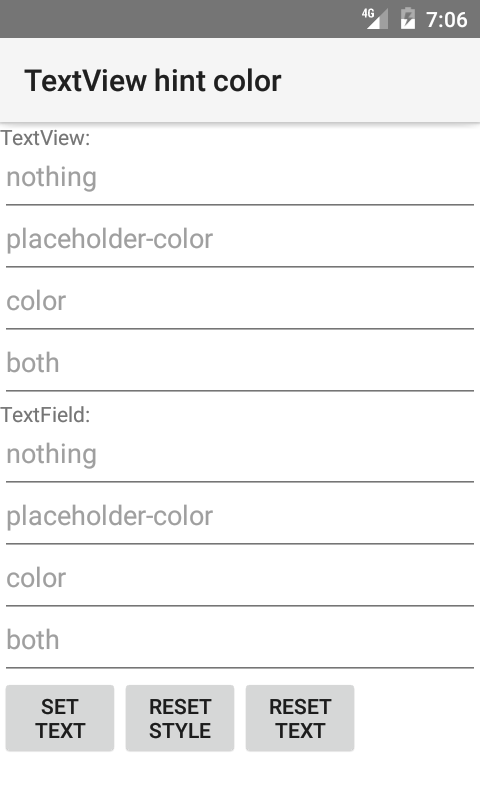 4G 7:06
TextView hint color
TextView:
nothing
placeholder-color
color
both
TextField:
nothing
placeholder-color
color
both
SET TEXT
RESET STYLE
RESET TEXT